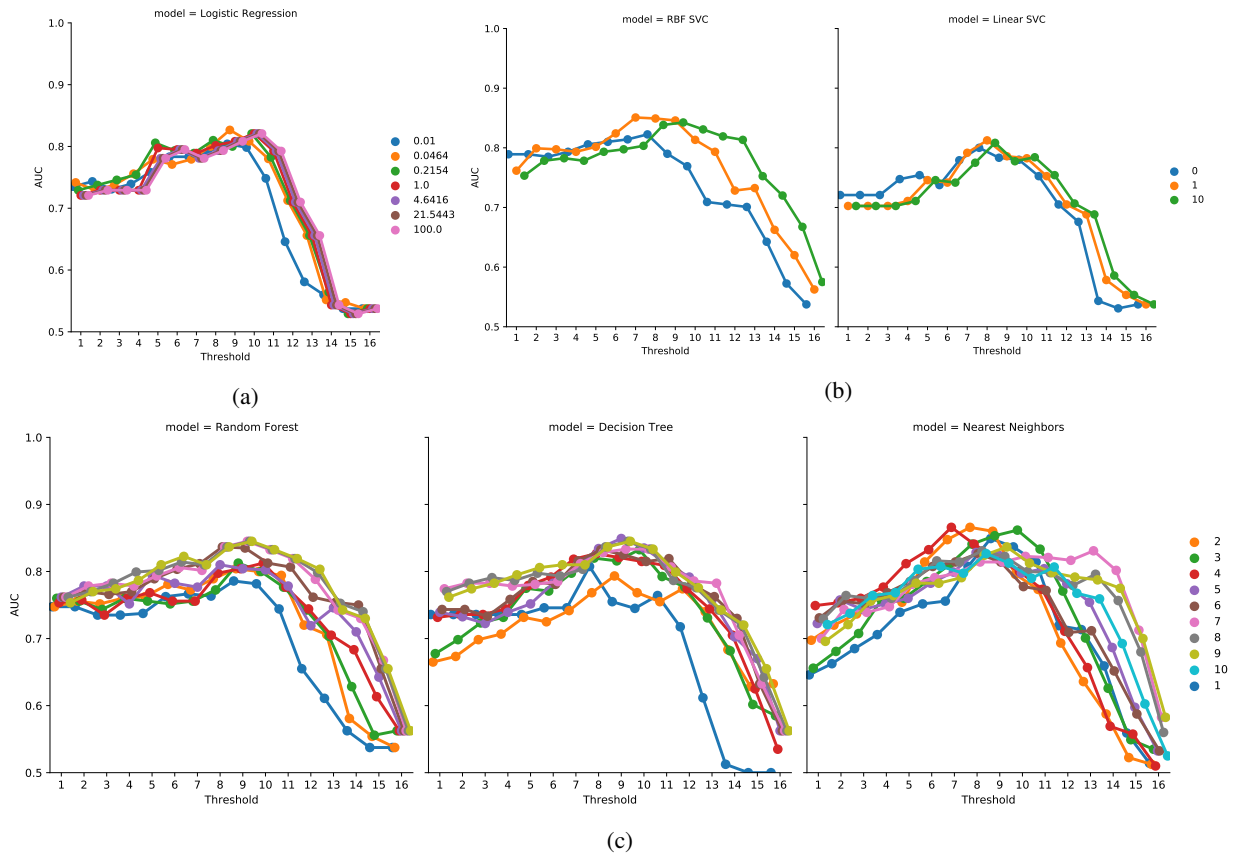 model = Logistic Regression
1.0
0.9
0.8
0.7
0.6
0.5
AUC
1 2 3 4 5 6 7 8 9 10 11 12 13 14 15 16
Threshold
0.01
0.0464
0.2154
1.0
4.6416
21.5443
100.0
(a)
model = RBF SVC
1.0
0.9
0.8
0.7
0.6
0.5
AUC
1 2 3 4 5 6 7 8 9 10 11 12 13 14 15 16
Threshold
model = Linear SVC
1 2 3 4 5 6 7 8 9 10 11 12 13 14 15 16
Threshold
0
1
10
(b)
model = Random Forest
1.0
0.9
0.8
0.7
0.6
0.5
AUC
1 2 3 4 5 6 7 8 9 10 11 12 13 14 15 16
Threshold
model = Decision Tree
1 2 3 4 5 6 7 8 9 10 11 12 13 14 15 16
Threshold
model = Nearest Neighbors
1 2 3 4 5 6 7 8 9 10 11 12 13 14 15 16
Threshold
2
3
4
5
6
7
8
9
10
1
(c)